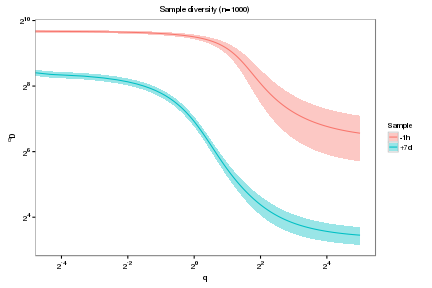 Sample diversity (n=1000)
2^10
2^8
2^6
2^4
qD
2^-4
2^-2
2^0
2^2
2^4
q
Sample
-1h
+7d